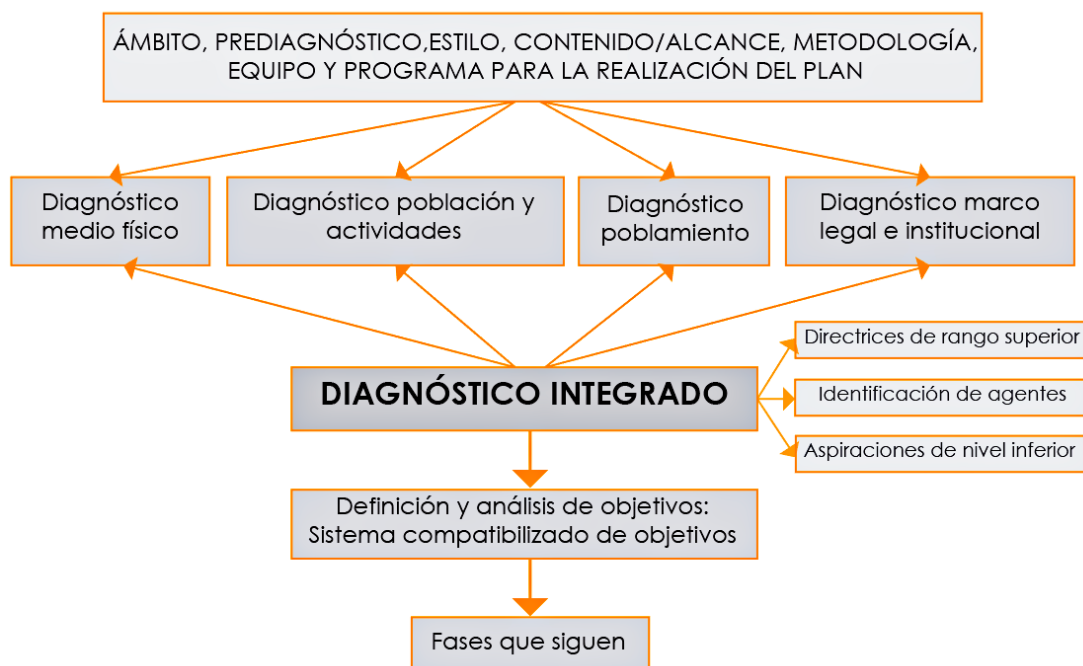 ÁMBITO, PREDIAGNÓSTICO,ESTILO, CONTENIDO/ALCANCE, METODOLOGÍA,
EQUIPO Y PROGRAMA PARA LA REALIZACIÓN DEL PLAN
Diagnóstico
medio físico
Diagnóstico población y
actividades
Diagnóstico
poblamiento
Diagnóstico marco
legal e institucional
DIAGNÓSTICO INTEGRADO
Directrices de rango superior
Identificación de agentes
Aspiraciones de nivel inferior
Definición y análisis de objetivos:
Sistema compatibilizado de objetivos
Fases que siguen